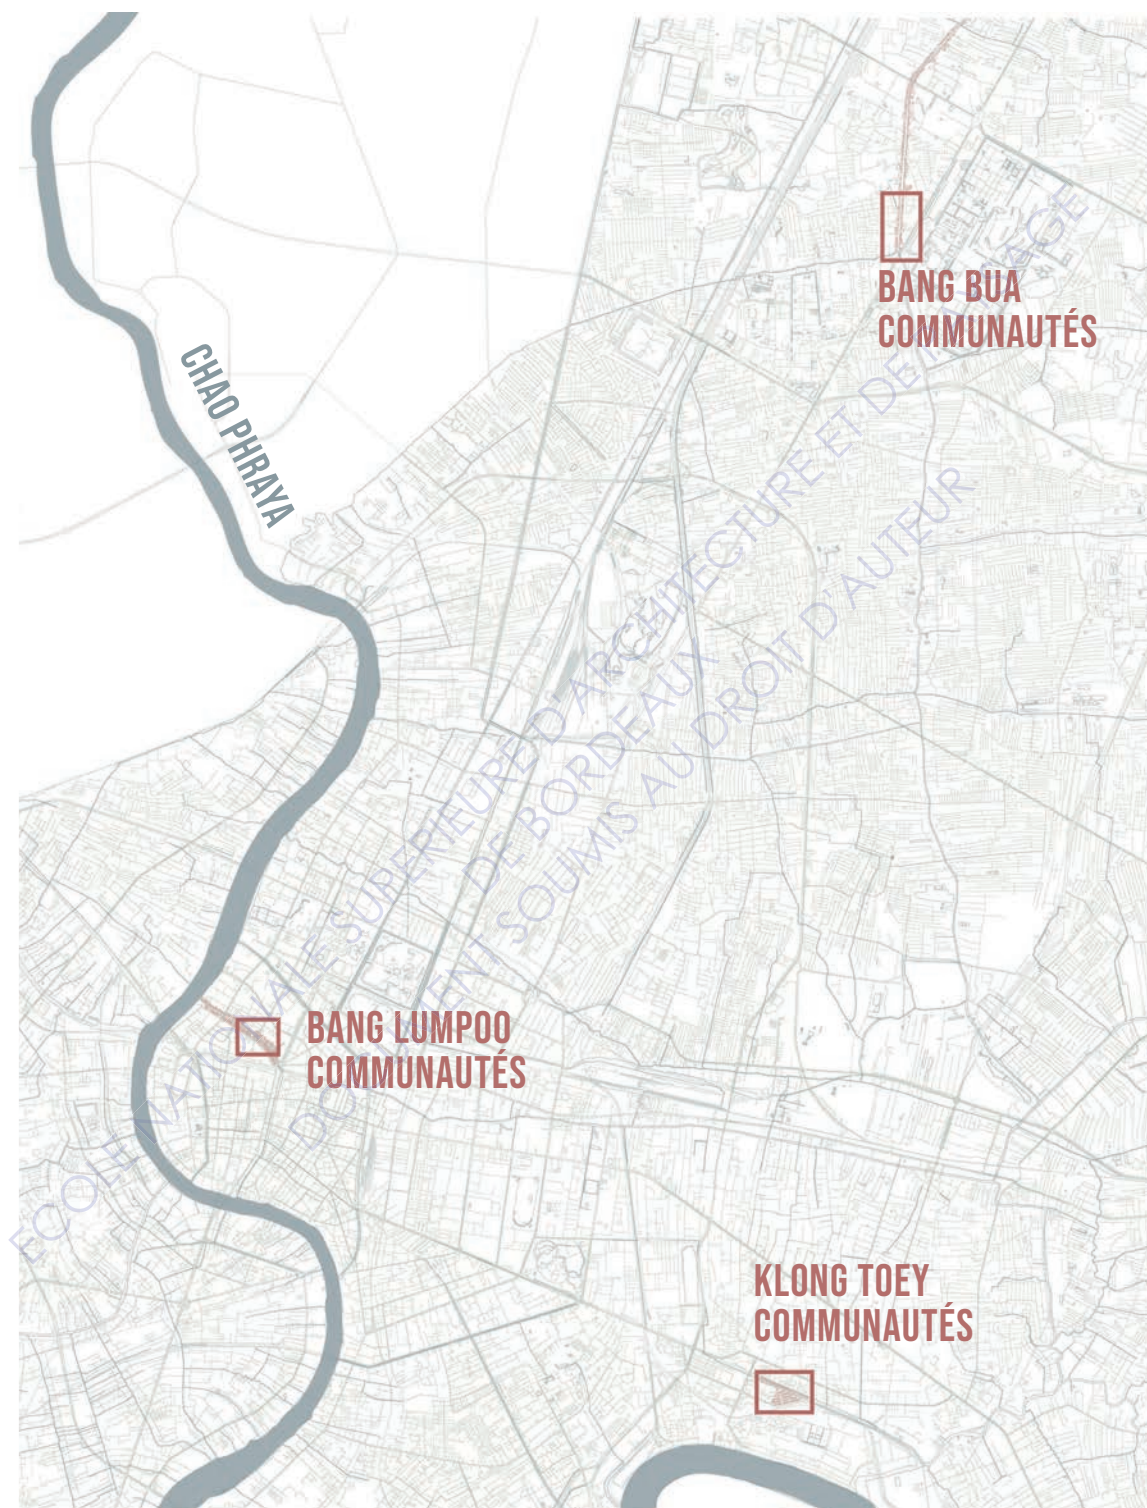 BANG BUA
COMMUNAUTÉS
CHAO PHRAYA
ECOLE NATIONALE SUPERIEURE D'ARCHITECTURE ET DE PAYSAGE
DE BORDEAUX
DOCUMENT SOUMIS AU DROIT D'AUTEUR
BANG LUMPOO
COMMUNAUTÉS
KLONG TOEY
COMMUNAUTÉS